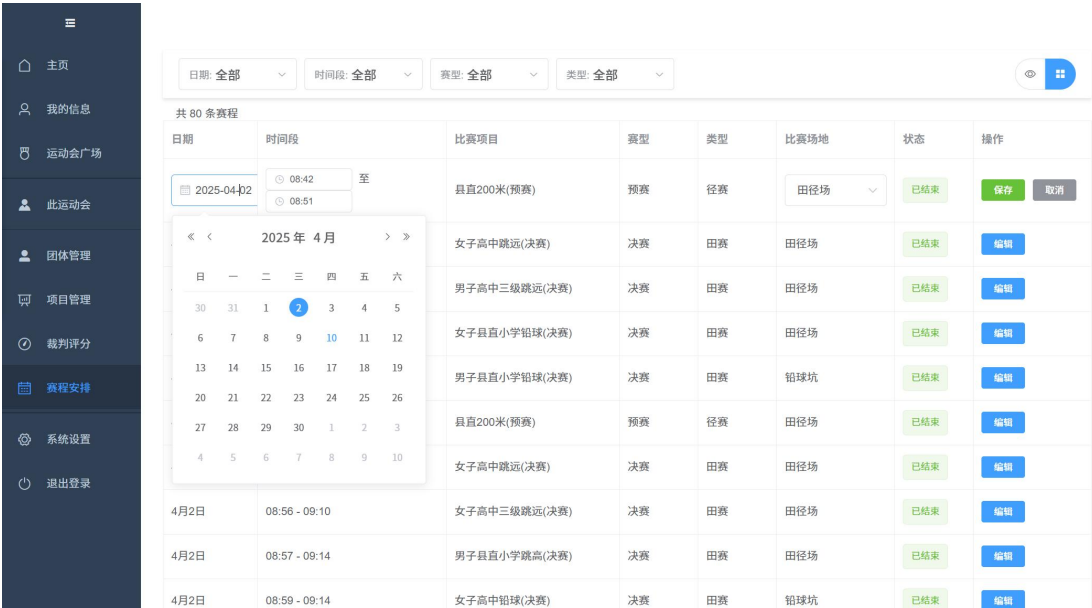 主页
我的信息
运动会广场
此运动会
团体管理
项目管理
裁判评分
赛程安排
系统设置
退出登录
日期: 全部 时间段: 全部 赛型: 全部 类型: 全部
共 80 条赛程
日期 时间段 比赛项目 赛型 类型 比赛场地 状态 操作
2025-04-02 08:42 至 08:51 县直200米(预赛) 预赛 径赛 田径场 已结束 保存 取消
2025 年 4 月
日 一 二 三 四 五 六
30 31 1 2 3 4 5
6 7 8 9 10 11 12
13 14 15 16 17 18 19
20 21 22 23 24 25 26
27 28 29 30 1 2 3
4 5 6 7 8 9 10
女子高中跳远(决赛) 决赛 田赛 田径场 已结束 编辑
男子高中三级跳远(决赛) 决赛 田赛 田径场 已结束 编辑
女子县直小学铅球(决赛) 决赛 田赛 田径场 已结束 编辑
男子县直小学铅球(决赛) 决赛 田赛 铅球坑 已结束 编辑
县直200米(预赛) 预赛 径赛 田径场 已结束 编辑
女子高中跳远(决赛) 决赛 田赛 田径场 已结束 编辑
4月2日 08:56 - 09:10 女子高中三级跳远(决赛) 决赛 田赛 田径场 已结束 编辑
4月2日 08:57 - 09:14 男子县直小学跳高(决赛) 决赛 田赛 田径场 已结束 编辑
4月2日 08:59 - 09:14 女子高中铅球(决赛) 决赛 田赛 铅球坑 已结束 编辑